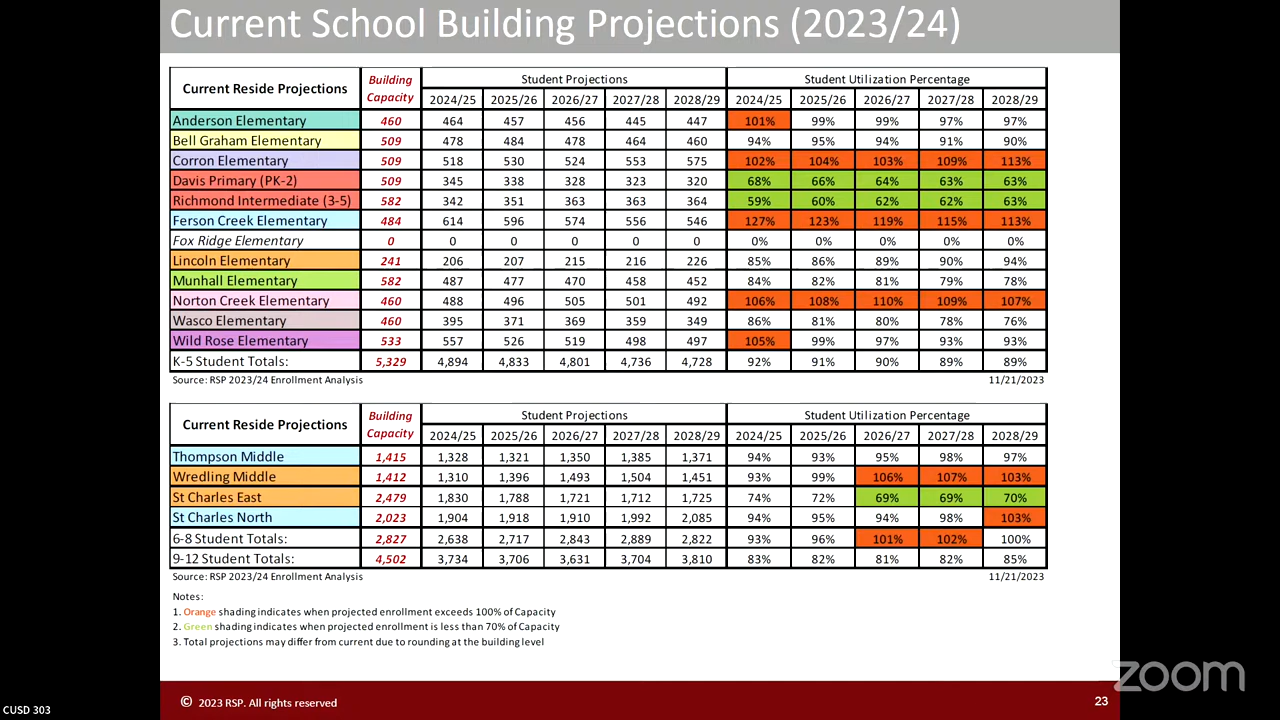 Current School Building Projections (2023/24)
Current Reside Projections Building Capacity Student Projections Student Utilization Percentage
2024/25 2025/26 2026/27 2027/28 2028/29 2024/25 2025/26 2026/27 2027/28 2028/29
Anderson Elementary 460 464 457 456 445 447 101% 99% 99% 97% 97%
Bell Graham Elementary 509 478 484 478 464 460 94% 95% 94% 91% 90%
Corron Elementary 509 518 530 524 553 575 102% 104% 103% 109% 113%
Davis Primary (PK-2) 509 345 338 328 323 320 68% 66% 64% 63% 63%
Richmond Intermediate (3-5) 582 342 351 363 363 364 59% 60% 62% 62% 63%
Ferson Creek Elementary 484 614 596 574 556 546 127% 123% 119% 115% 113%
Fox Ridge Elementary 0 0 0 0 0 0 0% 0% 0% 0% 0%
Lincoln Elementary 241 206 207 215 216 226 85% 86% 89% 90% 94%
Munhall Elementary 582 487 477 470 458 452 84% 82% 81% 79% 78%
Norton Creek Elementary 460 488 496 505 501 492 106% 108% 110% 109% 107%
Wasco Elementary 460 395 371 369 359 349 86% 81% 80% 78% 76%
Wild Rose Elementary 533 557 526 519 498 497 105% 99% 97% 93% 93%
K-5 Student Totals: 5,329 4,894 4,833 4,801 4,736 4,728 92% 91% 90% 89% 89%
Source: RSP 2023/24 Enrollment Analysis 11/21/2023
Current Reside Projections Building Capacity Student Projections Student Utilization Percentage
2024/25 2025/26 2026/27 2027/28 2028/29 2024/25 2025/26 2026/27 2027/28 2028/29
Thompson Middle 1,415 1,328 1,321 1,350 1,385 1,371 94% 93% 95% 98% 97%
Wredling Middle 1,412 1,310 1,396 1,493 1,504 1,451 93% 99% 106% 107% 103%
St Charles East 2,479 1,830 1,788 1,721 1,712 1,725 74% 72% 69% 69% 70%
St Charles North 2,023 1,904 1,918 1,910 1,992 2,085 94% 95% 94% 98% 103%
6-8 Student Totals: 2,827 2,638 2,717 2,843 2,889 2,822 93% 96% 101% 102% 100%
9-12 Student Totals: 4,502 3,734 3,706 3,631 3,704 3,810 83% 82% 81% 82% 85%
Source: RSP 2023/24 Enrollment Analysis 11/21/2023
Notes:
1. Orange shading indicates when projected enrollment exceeds 100% of Capacity
2. Green shading indicates when projected enrollment is less than 70% of Capacity
3. Total projections may differ from current due to rounding at the building level
© 2023 RSP. All rights reserved 23
zoom
CUSD 303